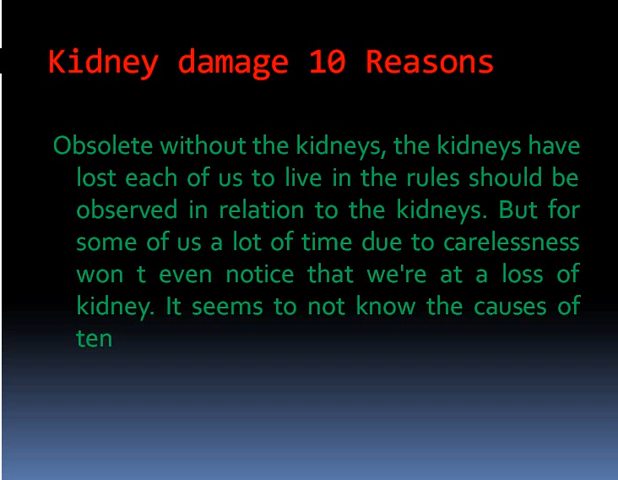 Kidney damage 10 Reasons
Obsolete without the kidneys, the kidneys have
lost each of us to live in the rules should be
observed in relation to the kidneys. But for
some of us a lot of time due to carelessness
won t even notice that we're at a loss of
kidney. It seems to not know the causes of
ten